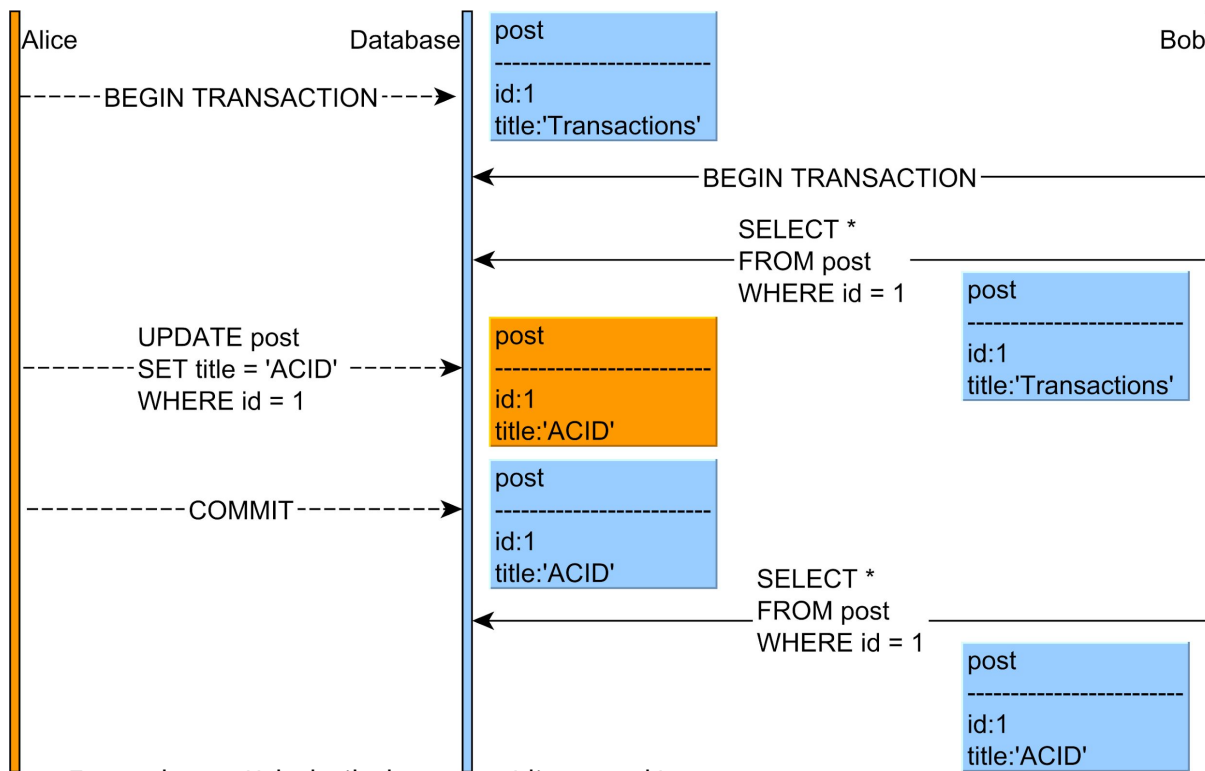 Alice
Database
Bob
post
--------------------------
id:1
title:'Transactions'
BEGIN TRANSACTION
BEGIN TRANSACTION
SELECT *
FROM post
WHERE id = 1
post
--------------------------
id:1
title:'Transactions'
UPDATE post
SET title = 'ACID'
WHERE id = 1
post
--------------------------
id:1
title:'ACID'
COMMIT
post
--------------------------
id:1
title:'ACID'
SELECT *
FROM post
WHERE id = 1
post
--------------------------
id:1
title:'ACID'